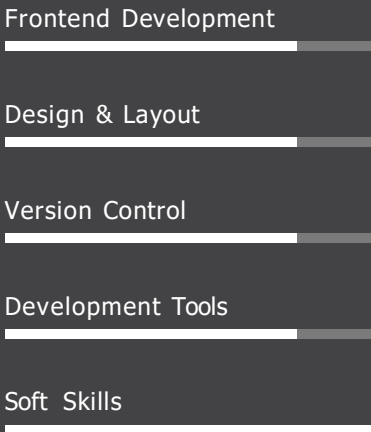 Frontend Development
Design & Layout
Version Control
Development Tools
Soft Skills